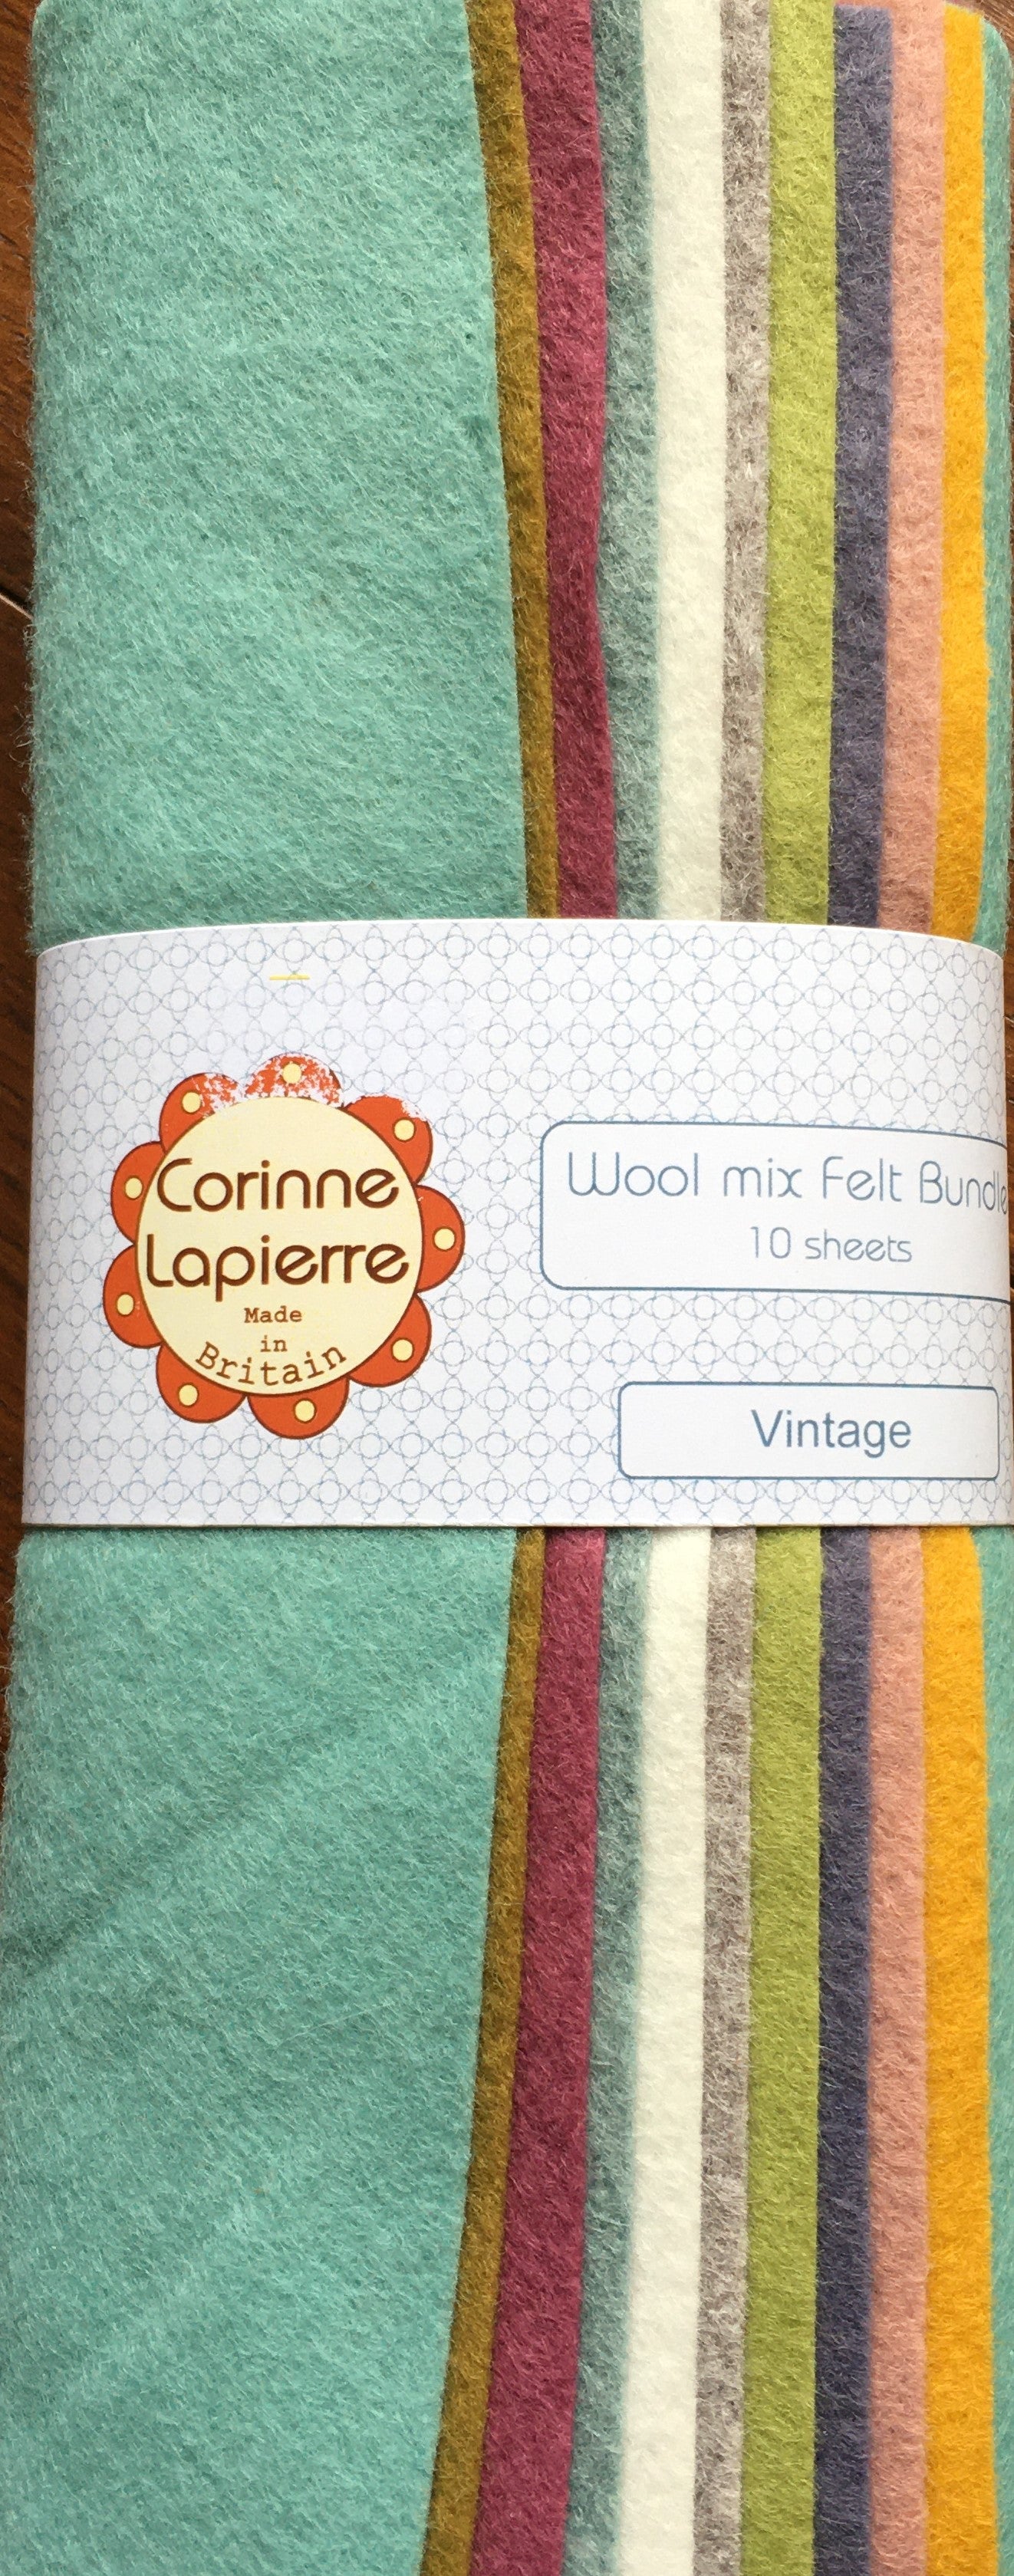 Corinne
Lapierre
Made
in
Britain
Wool mix Felt Bundle
10 sheets
Vintage